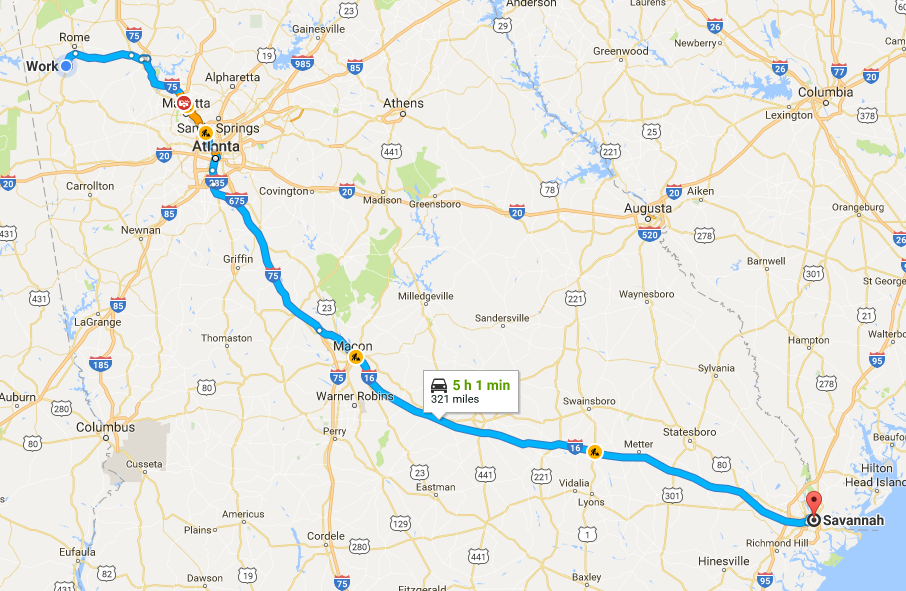 Anderson
Laurens
29
26
Rome
75
Gainesville
Greenwood
Newberry
19
985
85
26
77
20
Work
Alpharetta
Columbia
75
Lexington
378
Athens
Springs
25
Atlanta
441
221
20
20
285
675
Carrollton
Covington
20
Madison
Greensboro
78
20
Aiken
85
20
Augusta
Orangeburg
431
Newnan
520
278
26
Griffin
75
Barnwell
301
431
85
23
Milledgeville
221
Waynesboro
St George
LaGrange
21
Sandersville
Thomaston
Macon
Hampton
185
75
16
95
Sylvania
80
5 h 1 min
321 miles
278
Auburn
280
Warner Robins
Swainsboro
Columbus
Perry
Statesboro
80
16
Metter
Cusseta
23
441
221
80
Hilton
Head Island
Eastman
Vidalia
301
Lyons
Savannah
Americus
129
Plains
Cordele
280
1
Richmond Hill
Eufaula
441
Hinesville
82
19
Dawson
75
Baxley
95
Fitzgerald